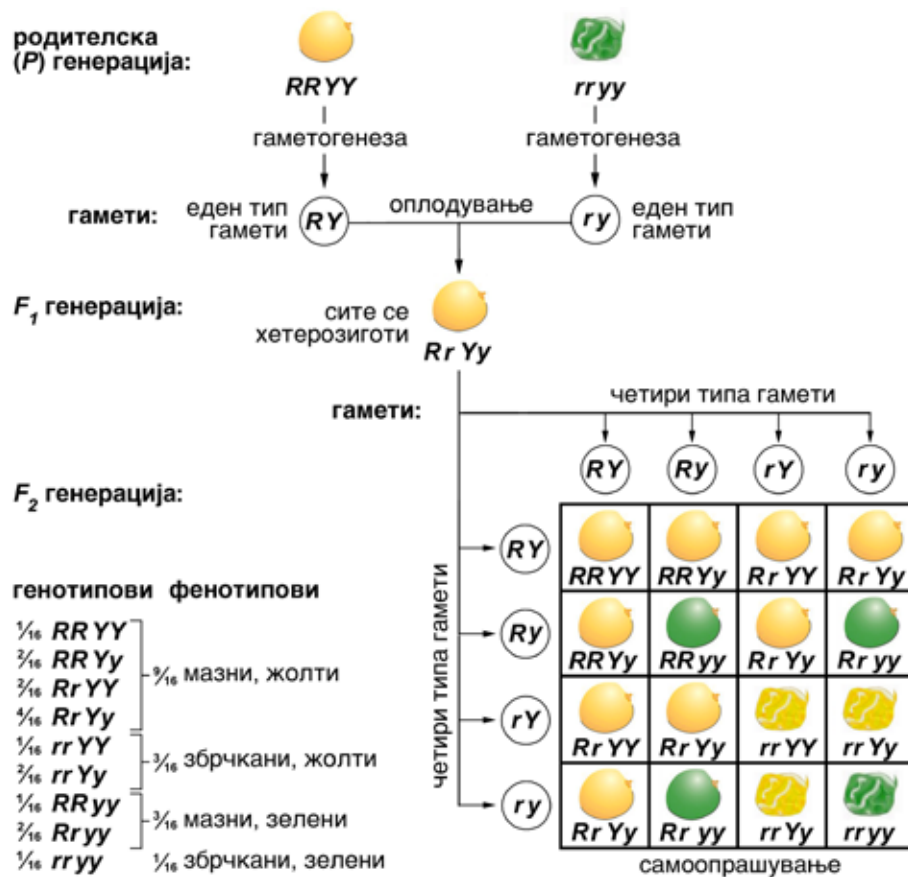 родителска
(P) генерација:
RRYY
rryy
гаметогенеза
гаметогенеза
гамети:
еден тип
гамети
RY
оплодување
ry
еден тип
гамети
F₁ генерација:
сите се
хетерозиготи
Rr Yy
гамети:
четири типа гамети
RY Ry rY ry
F₂ генерација:
четири типа гамети
RY
RRYY RRYy RrYY RrYy
Ry
RRYy RRyy RrYy Rryy
rY
RrYY RrYy rrYY rrYy
ry
RrYy Rryy rrYy rryy
самоопрашување
генотипови фенотипови
1/16 RRYY
2/16 RRYy
2/16 RrYY
4/16 RrYy
9/16 мазни, жолти
1/16 rrYY
2/16 rrYy
3/16 збрчкани, жолти
1/16 RRyy
2/16 Rryy
3/16 мазни, зелени
1/16 rryy 1/16 збрчкани, зелени